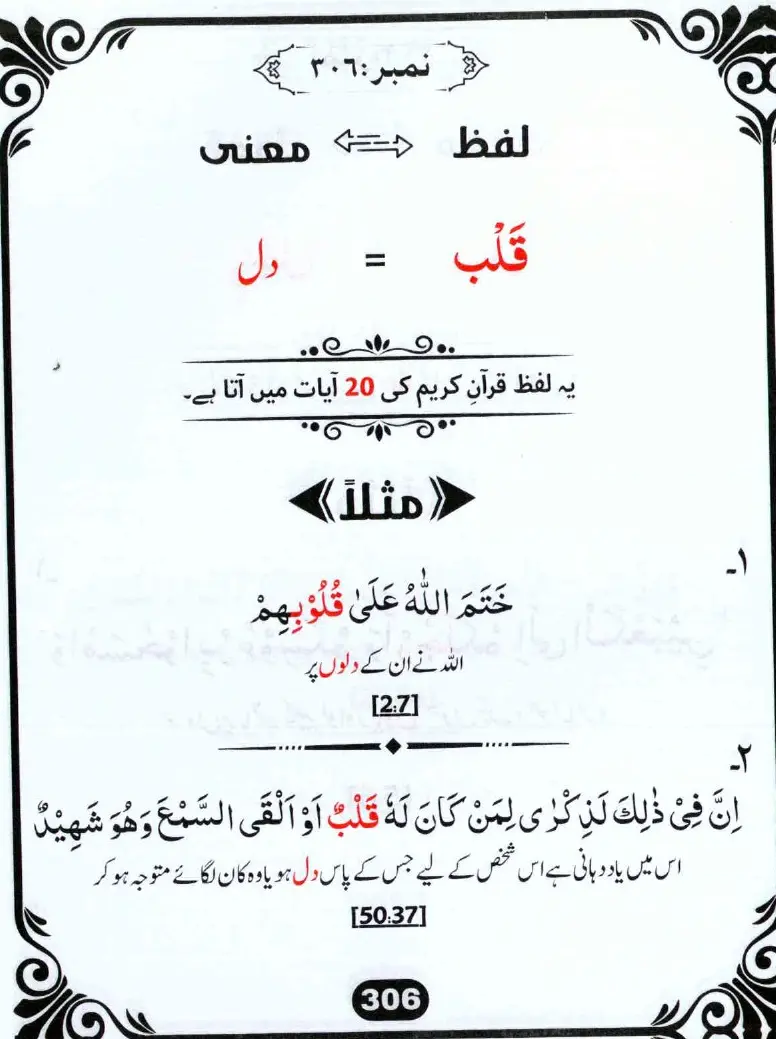 نمبر:٣٠٦
لفظ معنی
قَلْب = دل
یہ لفظ قرآنِ کریم کی 20 آیات میں آتا ہے۔
مثلاً
۱۔
خَتَمَ اللّٰهُ عَلَىٰ قُلُوْبِهِمْ
اللہ نے ان کے دلوں پر
[2:7]
۲۔
اِنَّ فِىْ ذٰلِكَ لَذِكْرٰى لِمَنْ كَانَ لَهٗ قَلْبٌ اَوْ اَلْقَى السَّمْعَ وَهُوَ شَهِيْدٌ
اس میں یاد دہانی ہے اس شخص کے لیے جس کے پاس دل ہو یا وہ کان لگائے متوجہ ہو کر
[50:37]
306